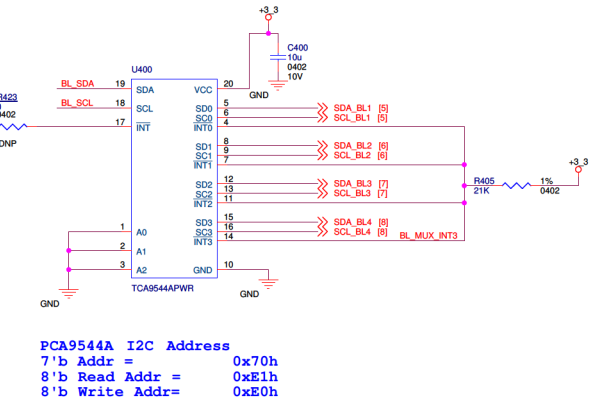 +3_3
C400
10u
0402
10V
GND
U400
BL_SDA 19 SDA VCC 20
R423
0402
DNP
BL_SCL 18 SCL
17 INT
SD0 5 SDA_BL1 [5]
SC0 6 SCL_BL1 [5]
INT0 4
SD1 8 SDA_BL2 [6]
SC1 9 SCL_BL2 [6]
INT1 7
SD2 12 SDA_BL3 [7]
SC2 13 SCL_BL3 [7]
INT2 11
R405 1%
21K 0402
+3_3
SD3 15 SDA_BL4 [8]
SC3 16 SCL_BL4 [8]
INT3 14 BL_MUX_INT3
1 A0
2 A1
3 A2
GND 10
GND
TCA9544APWR
GND
PCA9544A I2C Address
7'b Addr = 0x70h
8'b Read Addr = 0xE1h
8'b Write Addr= 0xE0h